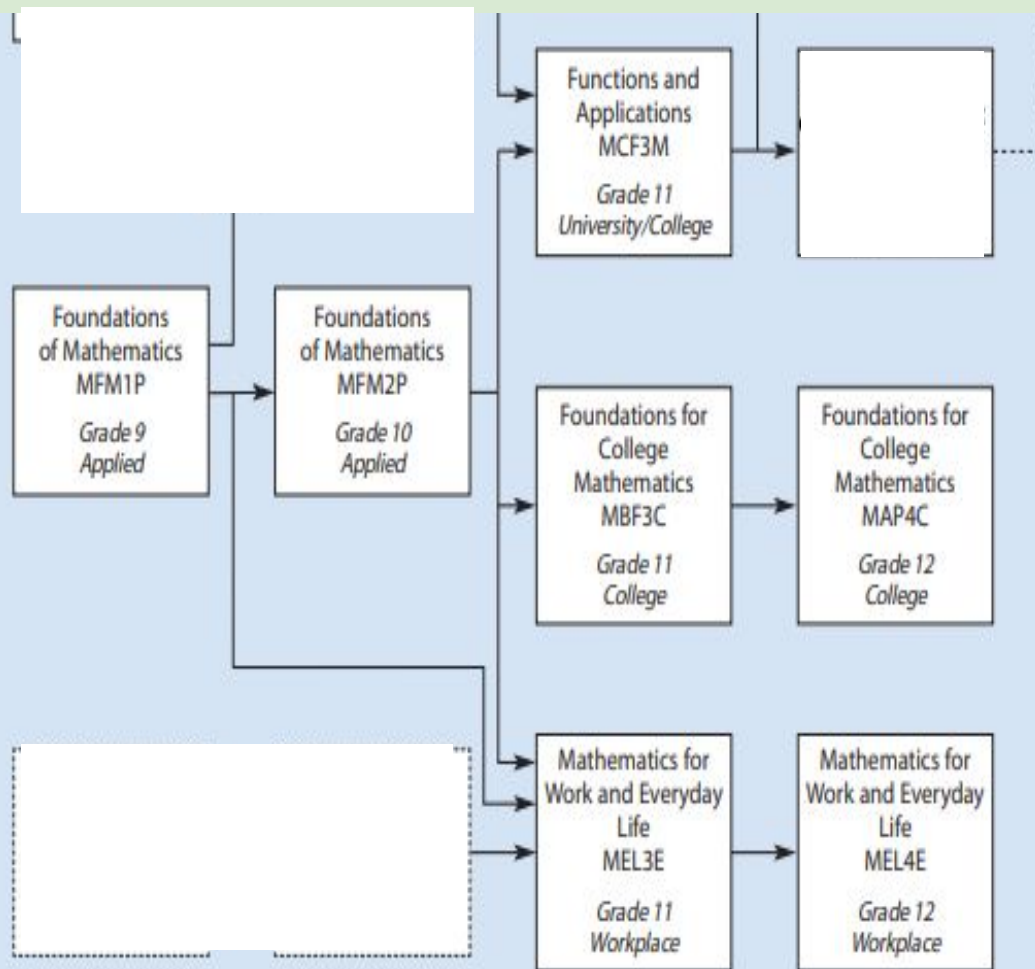 Functions and
Applications
MCF3M
Grade 11
University/College
Foundations
of Mathematics
MFM1P
Grade 9
Applied
Foundations
of Mathematics
MFM2P
Grade 10
Applied
Foundations for
College
Mathematics
MBF3C
Grade 11
College
Foundations for
College
Mathematics
MAP4C
Grade 12
College
Mathematics for
Work and Everyday
Life
MEL3E
Grade 11
Workplace
Mathematics for
Work and Everyday
Life
MEL4E
Grade 12
Workplace